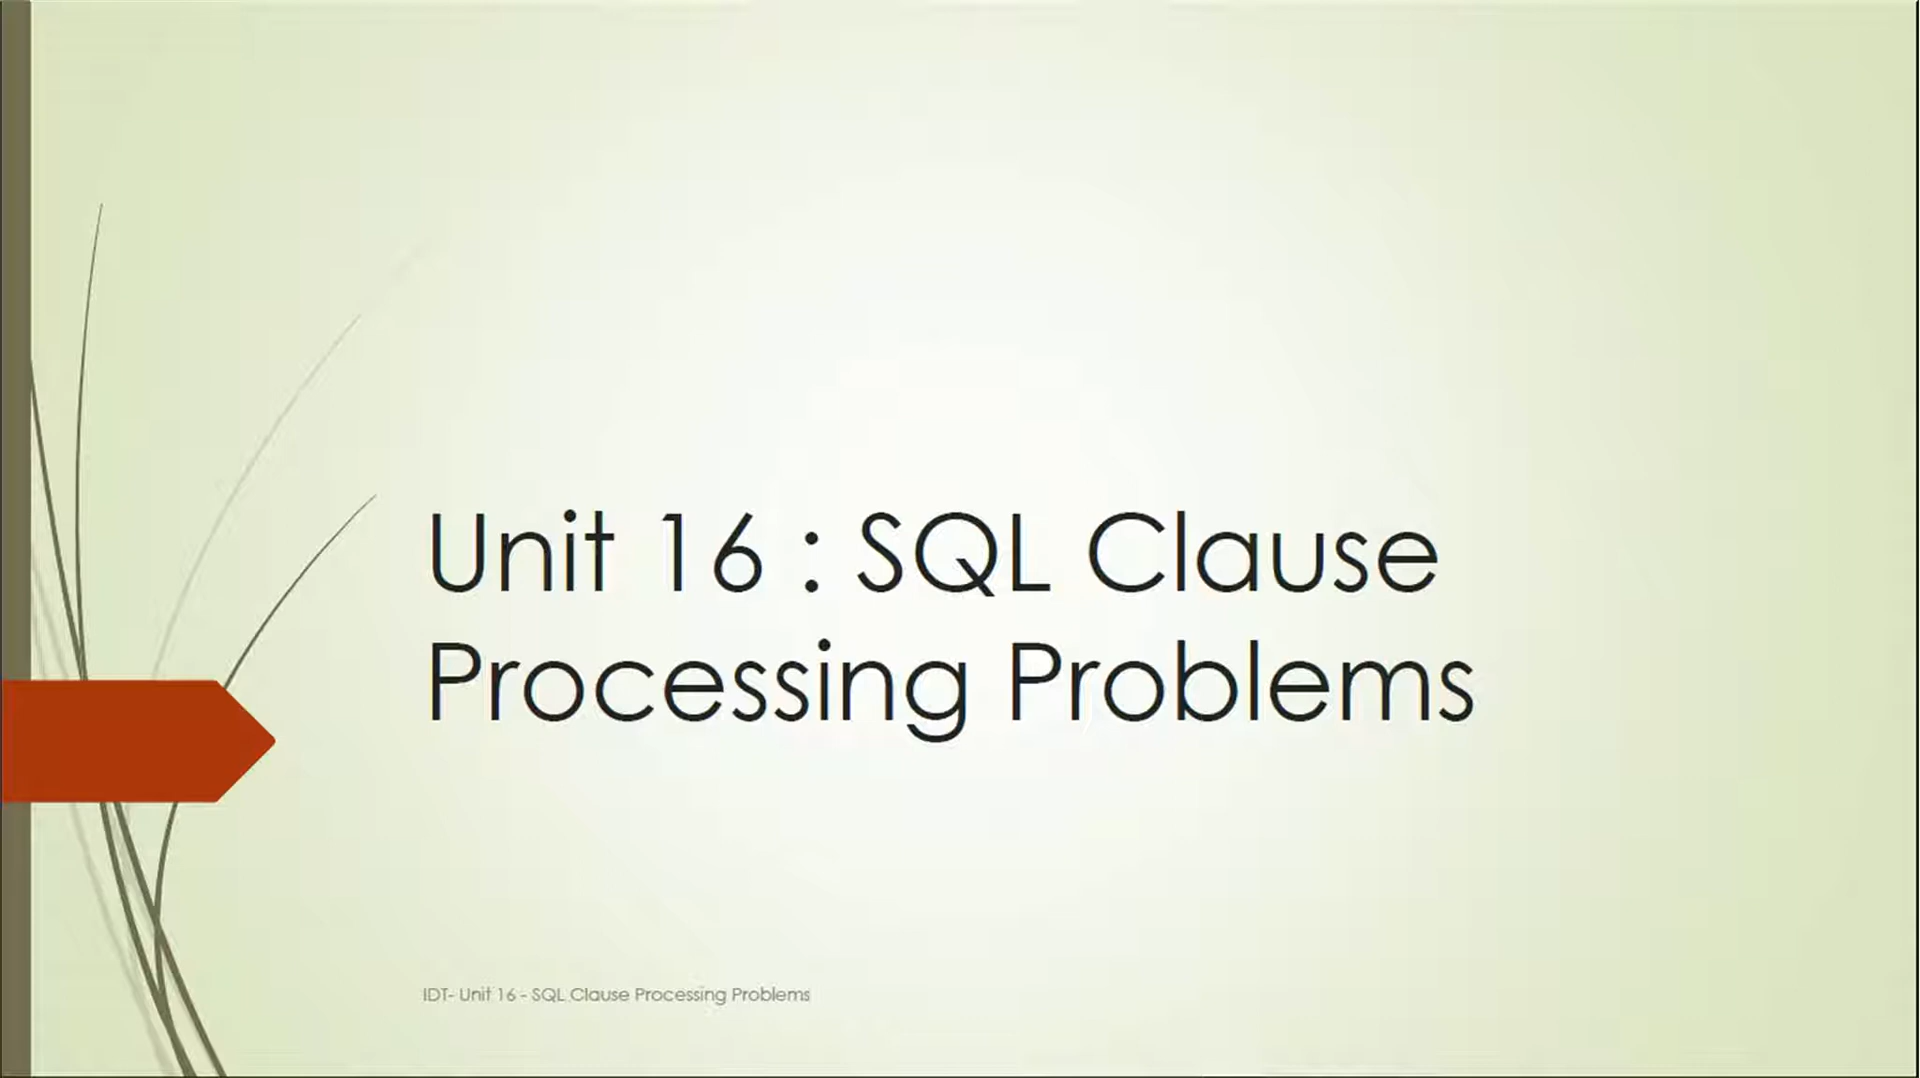 Unit 16 : SQL Clause
Processing Problems
IDT- Unit 16 - SQL Clause Processing Problems